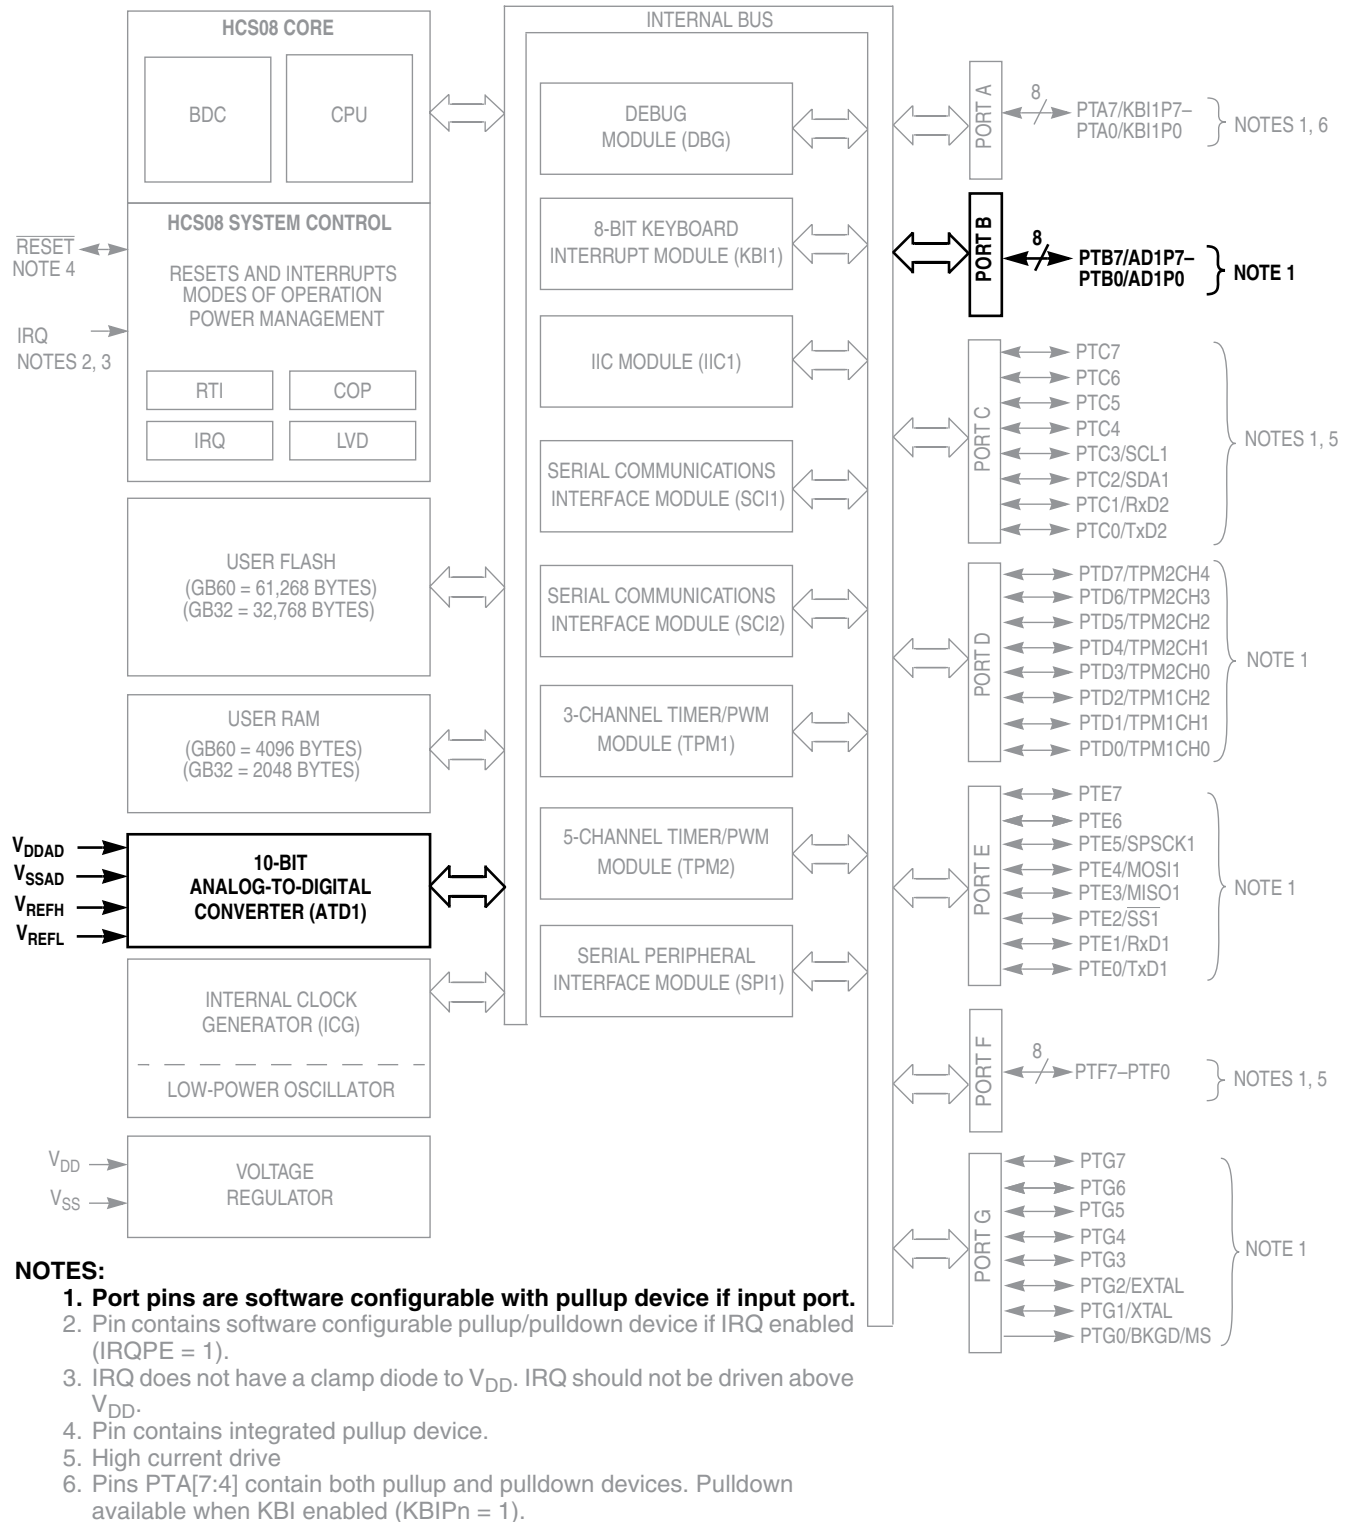 HCS08 CORE
BDC
CPU
HCS08 SYSTEM CONTROL
RESETS AND INTERRUPTS
MODES OF OPERATION
POWER MANAGEMENT
RTI
COP
IRQ
LVD
RESET
NOTE 4
IRQ
NOTES 2, 3
USER FLASH
(GB60 = 61,268 BYTES)
(GB32 = 32,768 BYTES)
USER RAM
(GB60 = 4096 BYTES)
(GB32 = 2048 BYTES)
VDDAD
VSSAD
VREFH
VREFL
10-BIT
ANALOG-TO-DIGITAL
CONVERTER (ATD1)
INTERNAL CLOCK
GENERATOR (ICG)
LOW-POWER OSCILLATOR
VDD
VSS
VOLTAGE
REGULATOR
INTERNAL BUS
DEBUG
MODULE (DBG)
8-BIT KEYBOARD
INTERRUPT MODULE (KBI1)
IIC MODULE (IIC1)
SERIAL COMMUNICATIONS
INTERFACE MODULE (SCI1)
SERIAL COMMUNICATIONS
INTERFACE MODULE (SCI2)
3-CHANNEL TIMER/PWM
MODULE (TPM1)
5-CHANNEL TIMER/PWM
MODULE (TPM2)
SERIAL PERIPHERAL
INTERFACE MODULE (SPI1)
PORT A
8
PTA7/KBI1P7–
PTA0/KBI1P0
NOTES 1, 6
PORT B
8
PTB7/AD1P7–
PTB0/AD1P0
NOTE 1
PORT C
PTC7
PTC6
PTC5
PTC4
PTC3/SCL1
PTC2/SDA1
PTC1/RxD2
PTC0/TxD2
NOTES 1, 5
PORT D
PTD7/TPM2CH4
PTD6/TPM2CH3
PTD5/TPM2CH2
PTD4/TPM2CH1
PTD3/TPM2CH0
PTD2/TPM1CH2
PTD1/TPM1CH1
PTD0/TPM1CH0
NOTE 1
PORT E
PTE7
PTE6
PTE5/SPSCK1
PTE4/MOSI1
PTE3/MISO1
PTE2/SS1
PTE1/RxD1
PTE0/TxD1
NOTE 1
PORT F
8
PTF7–PTF0
NOTES 1, 5
PORT G
PTG7
PTG6
PTG5
PTG4
PTG3
PTG2/EXTAL
PTG1/XTAL
PTG0/BKGD/MS
NOTE 1
NOTES:
1. Port pins are software configurable with pullup device if input port.
2. Pin contains software configurable pullup/pulldown device if IRQ enabled
(IRQPE = 1).
3. IRQ does not have a clamp diode to VDD. IRQ should not be driven above
VDD.
4. Pin contains integrated pullup device.
5. High current drive
6. Pins PTA[7:4] contain both pullup and pulldown devices. Pulldown
available when KBI enabled (KBIPn = 1).